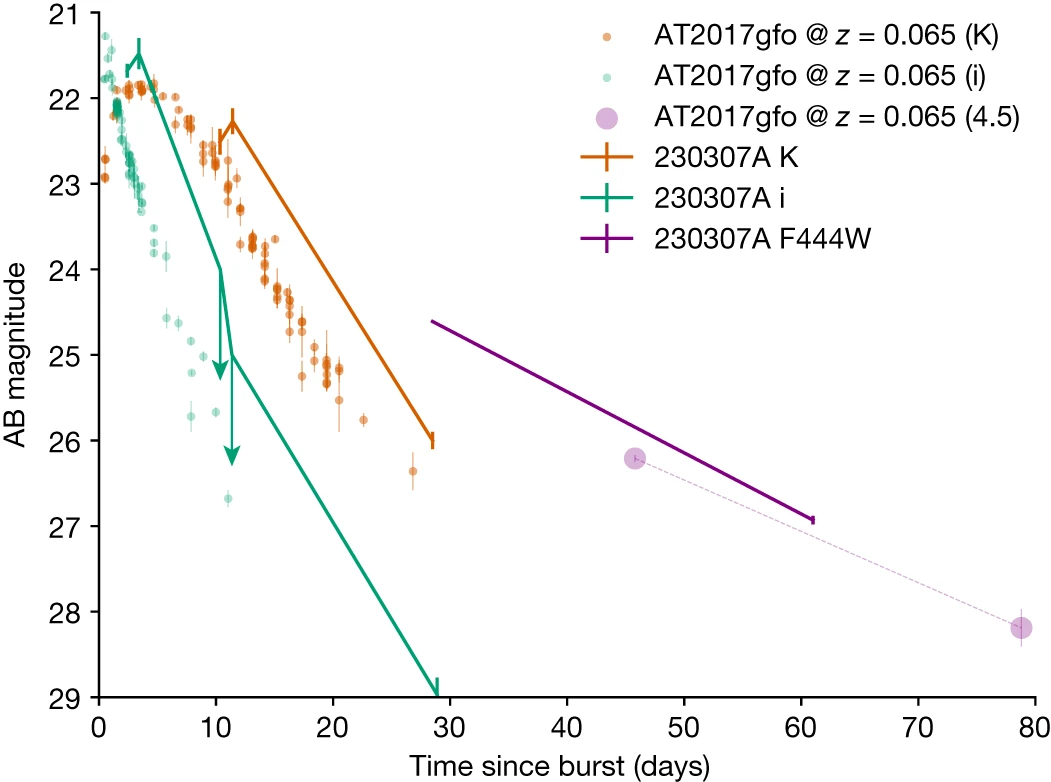 21
22
23
24
25
26
27
28
29
AB magnitude
0
10
20
30
40
50
60
70
80
Time since burst (days)
AT2017gfo @ z = 0.065 (K)
AT2017gfo @ z = 0.065 (i)
AT2017gfo @ z = 0.065 (4.5)
230307A K
230307A i
230307A F444W